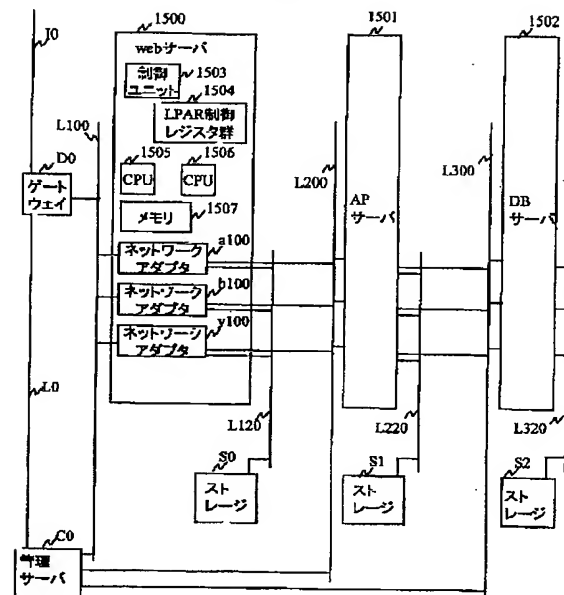 I0
1500
1501
1502
webサーバ
制御
ユニット
1503
1504
LPAR制御
レジスタ群
L100
D0
ゲート
ウェイ
1505
1506
CPU
CPU
メモリ
1507
L200
AP
サーバ
L300
DB
サーバ
ネットワーク
アダプタ
a100
ネットワーク
アダプタ
b100
ネットワーク
アダプタ
y100
L0
L120
L220
L320
S0
スト
レージ
S1
スト
レージ
S2
スト
レージ
C0
管理
サーバ